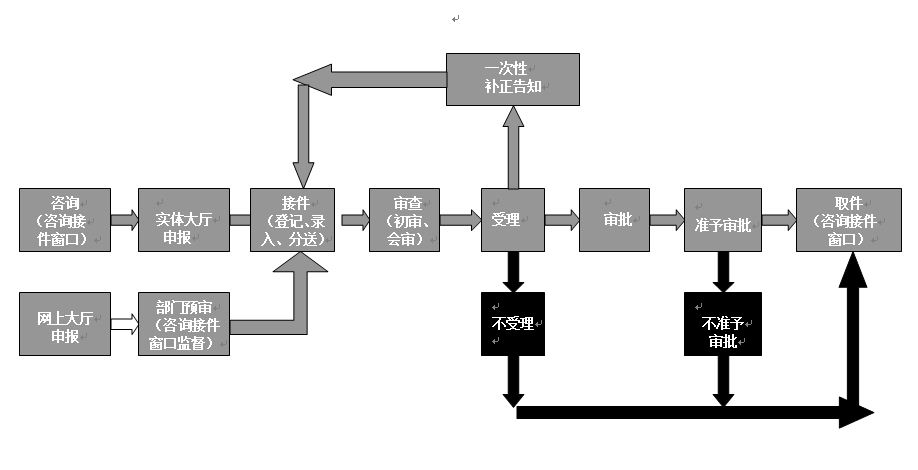 一次性
补正告知
咨询
（咨询接
件窗口）
实体大厅
申报
接件
（登记、录
入、分送）
审查
（初审、
会审）
受理
审批
准予审批
取件
（咨询接件
窗口）
网上大厅
申报
部门预审
（咨询接件
窗口监督）
不受理
不准予
审批